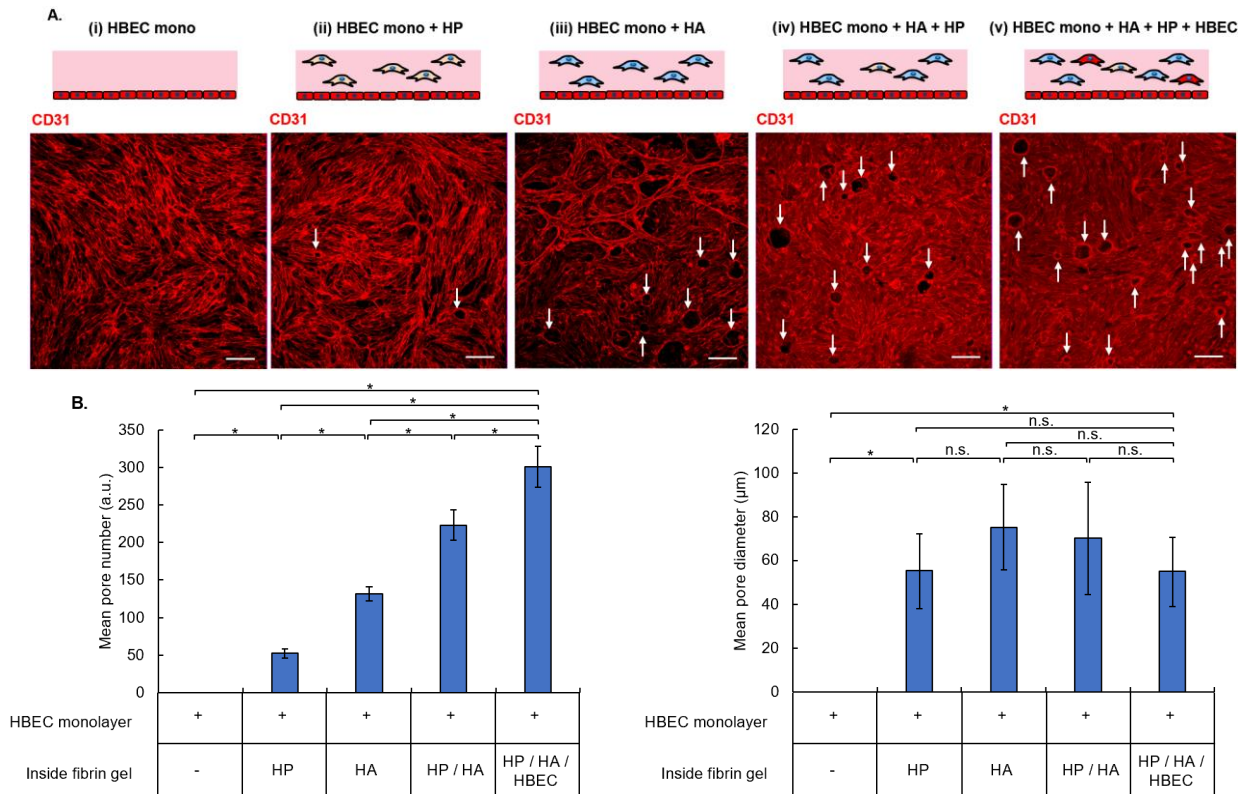 A.
(i) HBEC mono
(ii) HBEC mono + HP
(iii) HBEC mono + HA
(iv) HBEC mono + HA + HP
(v) HBEC mono + HA + HP + HBEC
CD31
CD31
CD31
CD31
CD31
B.
*
*
*
*
*
*
*
350
300
250
200
150
100
50
0
Mean pore number (a.u.)
HBEC monolayer
+
+
+
+
+
Inside fibrin gel
-
HP
HA
HP / HA
HP / HA /
HBEC
*
n.s.
n.s.
*
n.s.
n.s.
n.s.
120
100
80
60
40
20
0
Mean pore diameter (µm)
HBEC monolayer
+
+
+
+
+
Inside fibrin gel
-
HP
HA
HP / HA
HP / HA /
HBEC